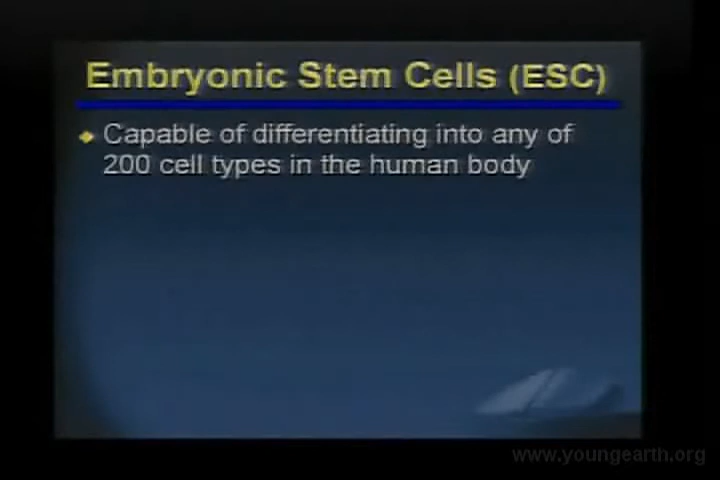 Embryonic Stem Cells (ESC)
Capable of differentiating into any of
200 cell types in the human body
www.youngearth.org